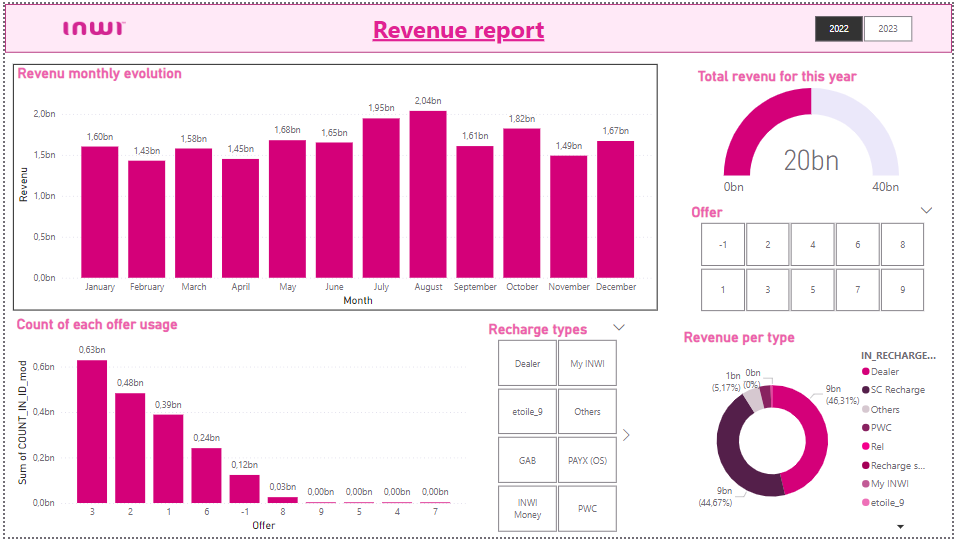 inwi
Revenue report
2022
2023
Revenu monthly evolution
Revenu
2,0bn
1,5bn
1,0bn
0,5bn
0,0bn
1,60bn
1,43bn
1,58bn
1,45bn
1,68bn
1,65bn
1,95bn
2,04bn
1,61bn
1,82bn
1,49bn
1,67bn
January
February
March
April
May
June
July
August
September
October
November
December
Month
Total revenu for this year
20bn
0bn
40bn
Offer
-1
2
4
6
8
1
3
5
7
9
Count of each offer usage
Sum of COUNT_IN_ID_mod
0,6bn
0,4bn
0,2bn
0,0bn
0,63bn
0,48bn
0,39bn
0,24bn
0,12bn
0,03bn
0,00bn
0,00bn
0,00bn
0,00bn
3
2
1
6
-1
8
9
5
4
7
Offer
Recharge types
Dealer
My INWI
etoile_9
Others
GAB
PAYX (OS)
INWI
Money
PWC
Revenue per type
1bn
(5,17%)
0bn
(0%)
9bn
(46,31%)
9bn
(44,67%)
IN_RECHARGE...
Dealer
SC Recharge
Others
PWC
Rel
Recharge s...
My INWI
etoile_9